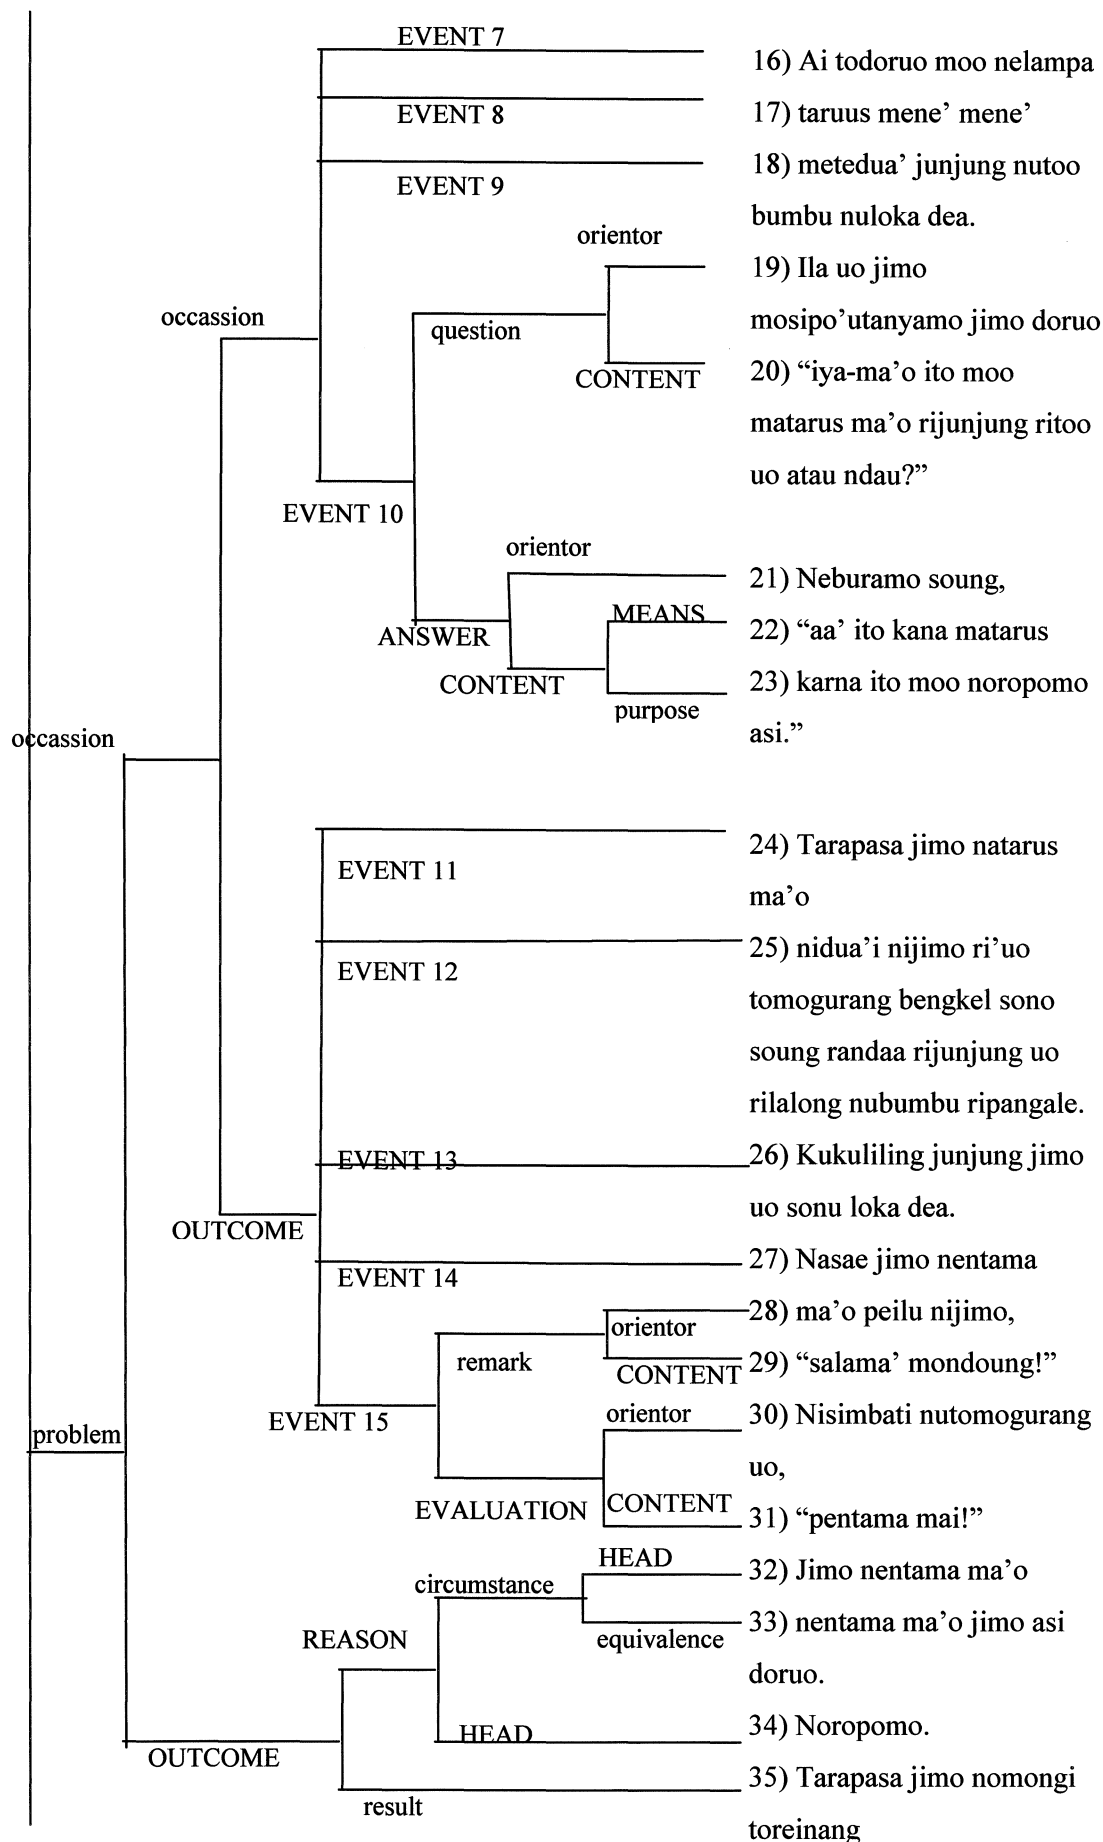 EVENT 7
16) Ai todoruo moo nelampa
EVENT 8
17) taruus mene’ mene’
EVENT 9
18) metedua’ junjung nutoo
bumbu nuloka dea.
orientor
19) Ila uo jimo
occassion
question
mosipo’utanyamo jimo doruo
CONTENT
20) “iya-ma’o ito moo
matarus ma’o rijunjung ritoo
uo atau ndau?”
EVENT 10
orientor
21) Neburamo soung,
MEANS
ANSWER
22) “aa’ ito kana matarus
CONTENT
23) karna ito moo noropomo
purpose
asi.”
occassion
24) Tarapasa jimo natarus
EVENT 11
ma’o
25) nidua’i nijimo ri’uo
EVENT 12
tomogurang bengkel sono
soung randaa rijunjung uo
rilalong nubumbu ripangale.
EVENT 13
26) Kukuliling junjung jimo
uo sonu loka dea.
OUTCOME
27) Nasae jimo nentama
EVENT 14
28) ma’o peilu nijimo,
orientor
remark
29) “salama’ mondoung!”
CONTENT
EVENT 15
orientor
30) Nisimbati nutomogurang
problem
uo,
EVALUATION
CONTENT
31) “pentama mai!”
HEAD
32) Jimo nentama ma’o
circumstance
33) nentama ma’o jimo asi
REASON
equivalence
doruo.
HEAD
34) Noropomo.
OUTCOME
35) Tarapasa jimo nomongi
result
toreinang